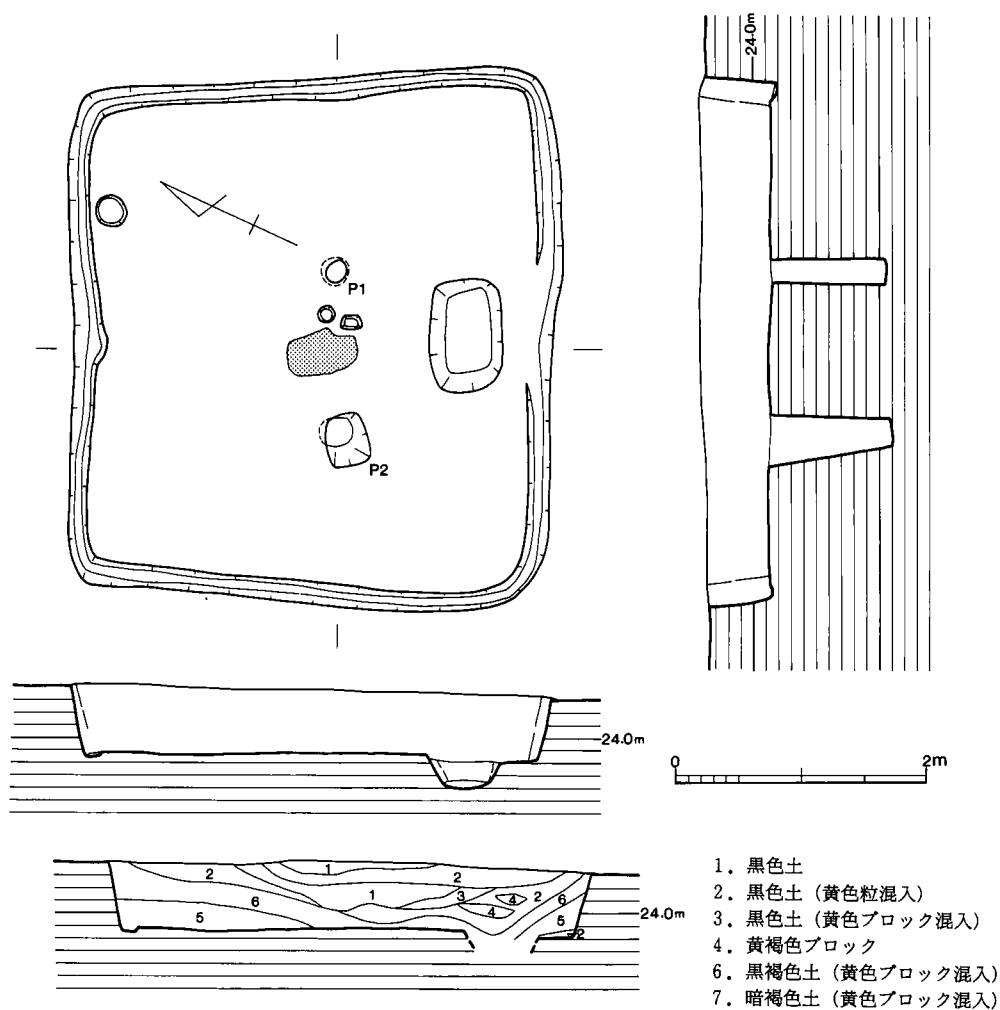 24.0m
P1
P2
24.0m
0 2m
1 2 2 1 3 4 2 6 6 4 5 5 2
24.0m
1. 黒色土
2. 黒色土 (黄色粒混入)
3. 黒色土 (黄色ブロック混入)
4. 黄褐色ブロック
6. 黒褐色土 (黄色ブロック混入)
7. 暗褐色土 (黄色ブロック混入)